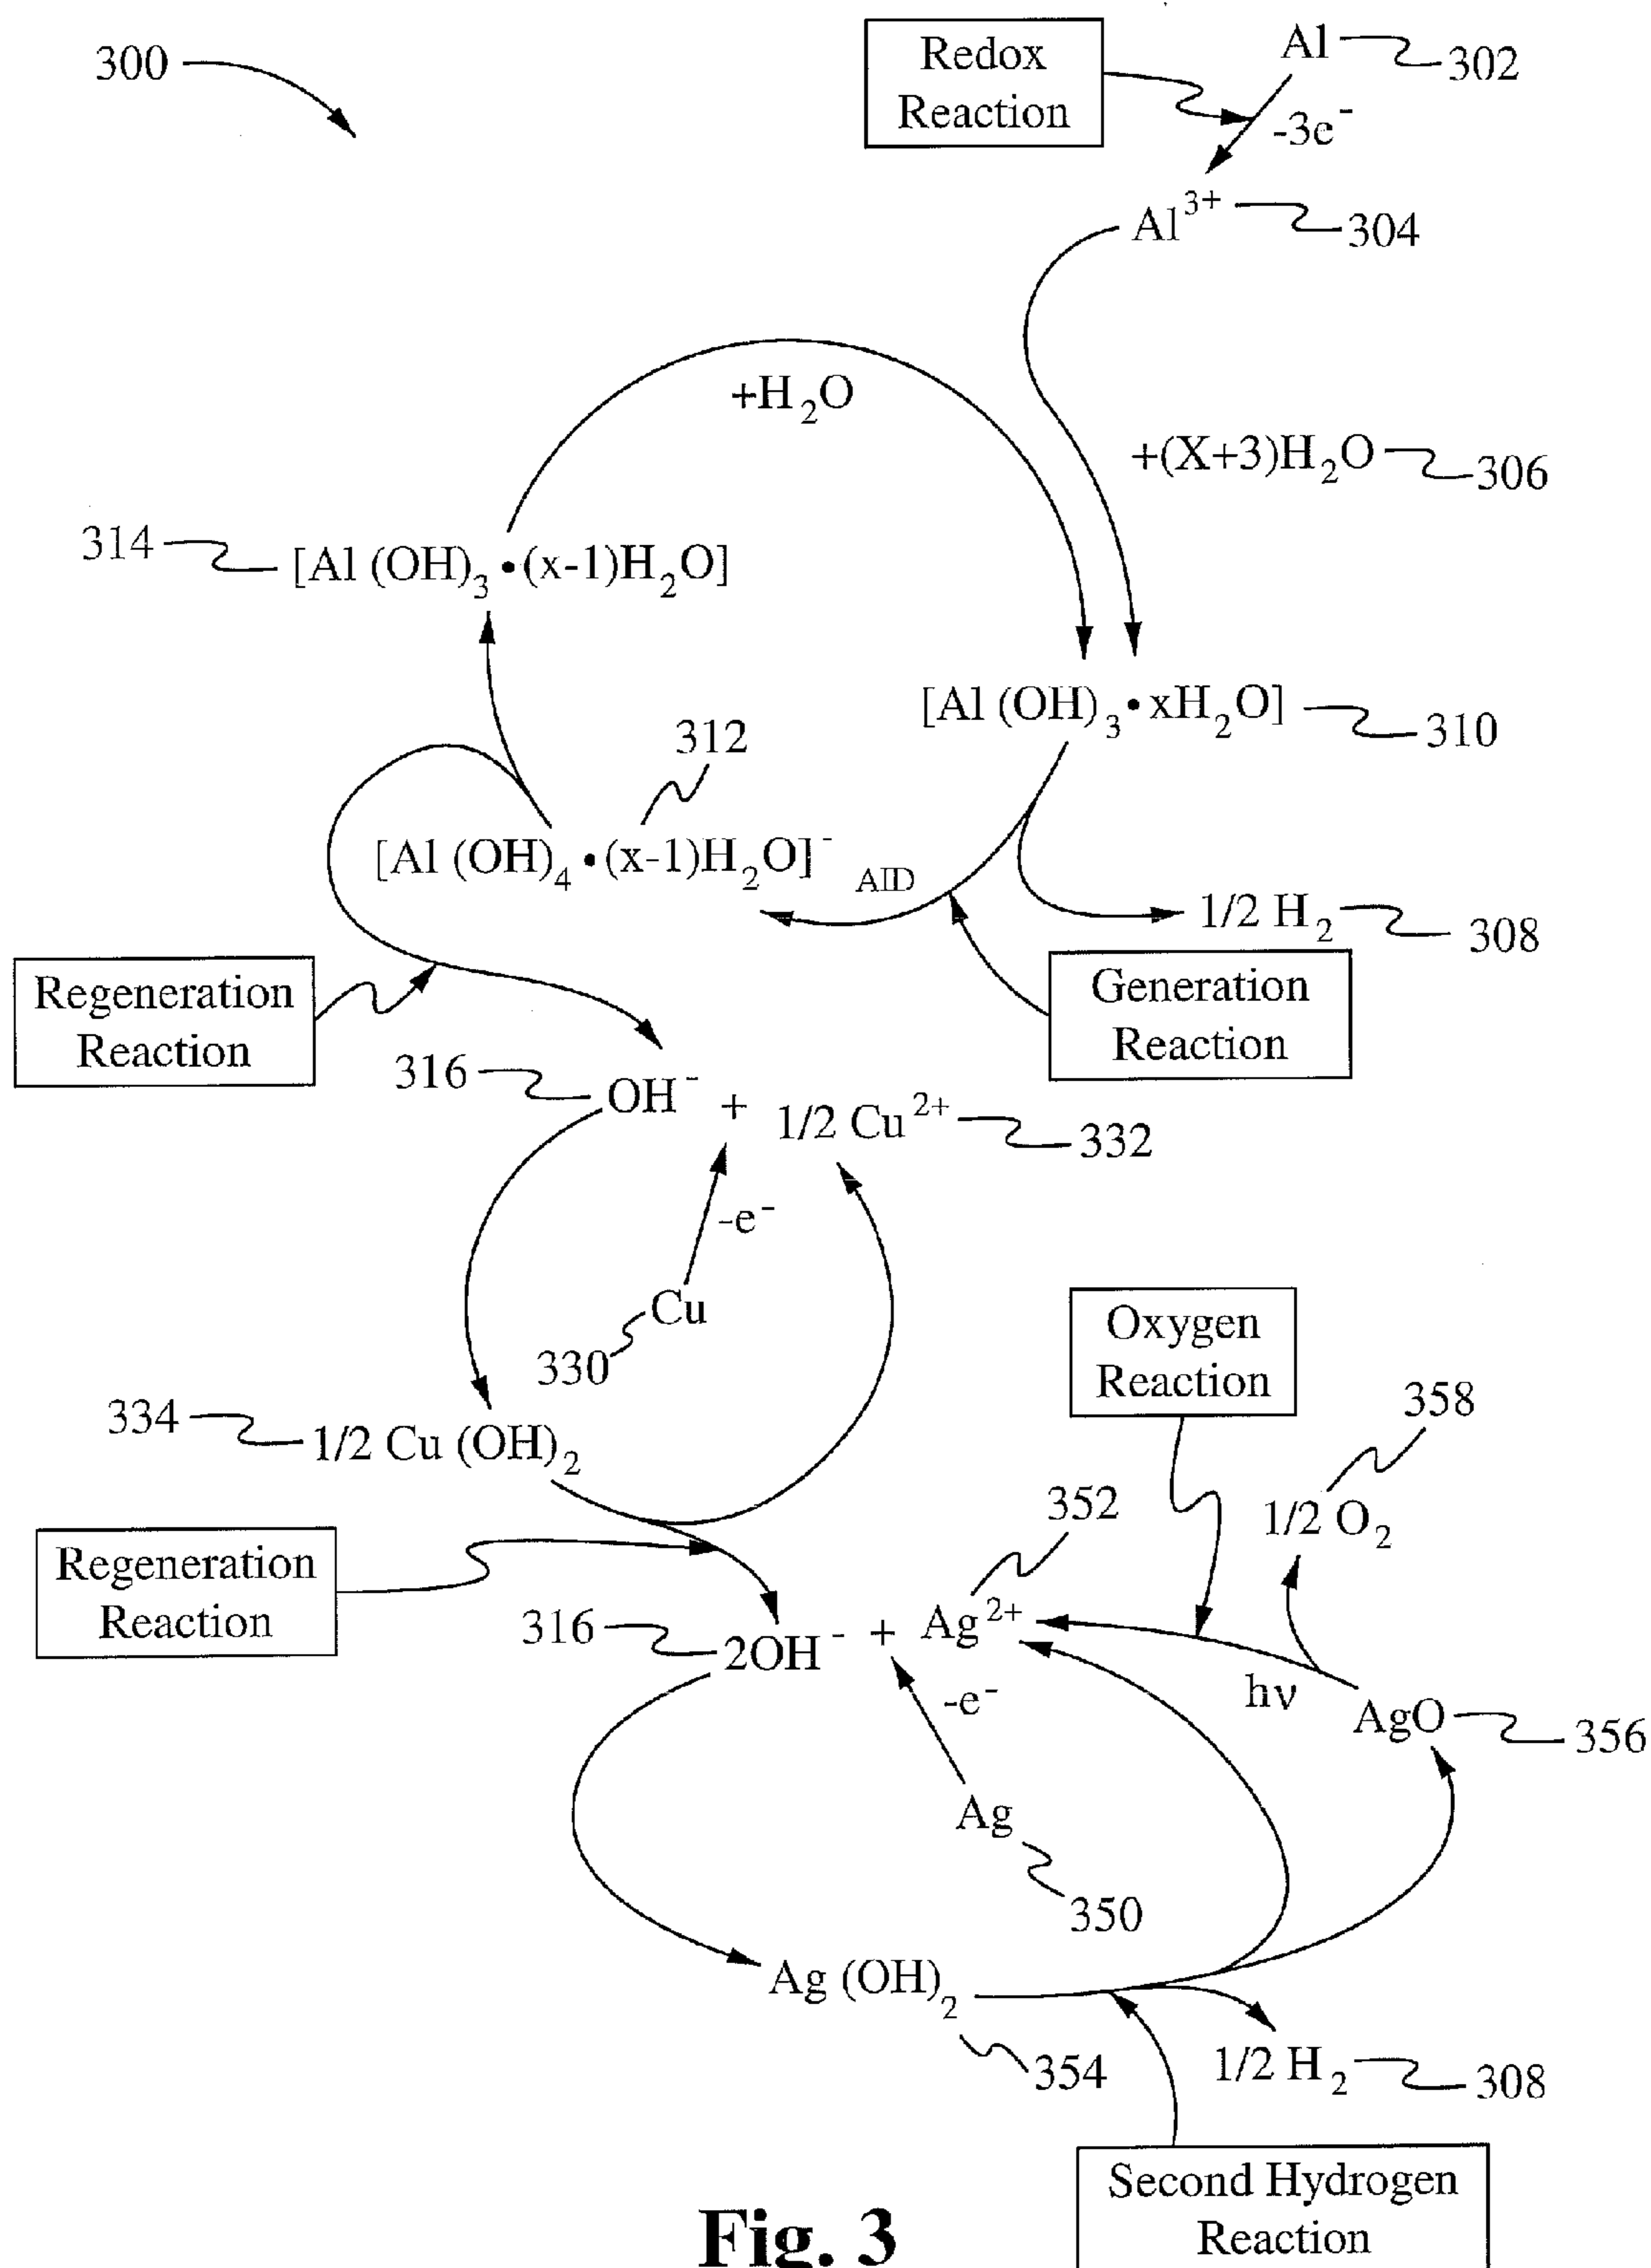 300
Redox
Reaction
Al
302
-3e⁻
Al³⁺
304
+H₂O
+(X+3)H₂O
306
314
[Al (OH)₃•(x-1)H₂O]
[Al (OH)₃•xH₂O]
310
312
[Al (OH)₄•(x-1)H₂O]⁻
AID
1/2 H₂
308
Regeneration
Reaction
Generation
Reaction
316
OH⁻ + 1/2 Cu²⁺
332
-e⁻
Cu
330
Oxygen
Reaction
334
1/2 Cu (OH)₂
358
352
1/2 O₂
Regeneration
Reaction
316
2OH⁻ + Ag²⁺
-e⁻
hν
AgO
356
Ag
350
Ag (OH)₂
354
1/2 H₂
308
Second Hydrogen
Reaction
Fig. 3